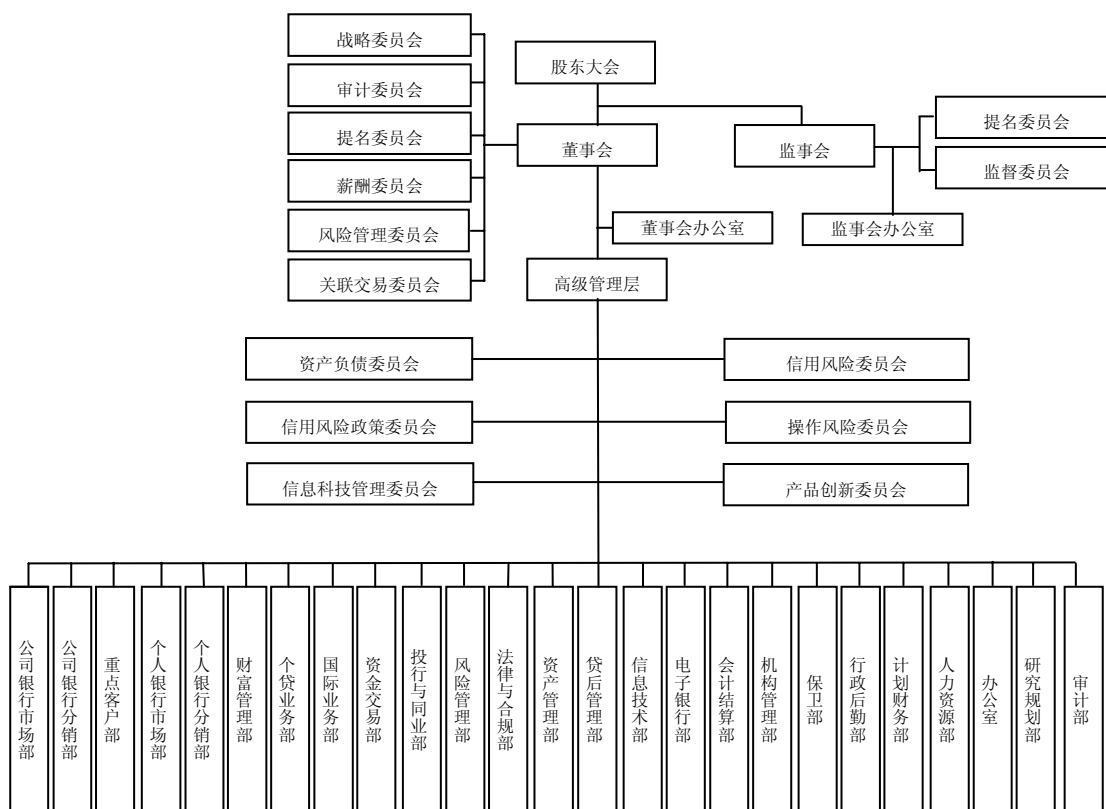 战略委员会
审计委员会
提名委员会
薪酬委员会
风险管理委员会
关联交易委员会
股东大会
董事会
监事会
提名委员会
监督委员会
董事会办公室
监事会办公室
高级管理层
资产负债委员会
信用风险委员会
信用风险政策委员会
操作风险委员会
信息科技管理委员会
产品创新委员会
公司银行市场部
公司银行分销部
重点客户部
个人银行市场部
个人银行分销部
财富管理部
个贷业务部
国际业务部
资金交易部
投行与同业部
风险管理部
法律与合规部
资产管理部
贷后管理部
信息技术部
电子银行部
会计结算部
机构管理部
保卫部
行政后勤部
计划财务部
人力资源部
办公室
研究规划部
审计部